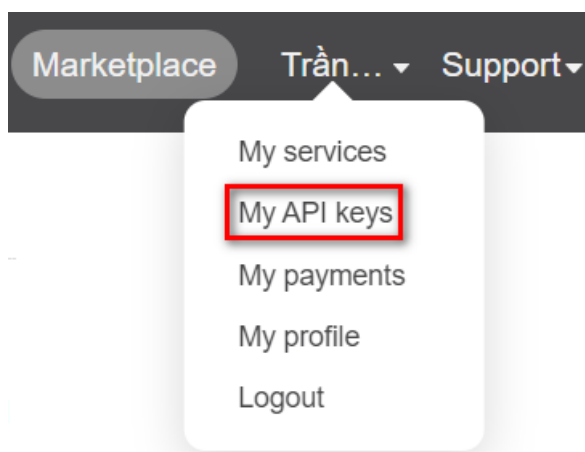 Marketplace Trần... Support
My services
My API keys
My payments
My profile
Logout